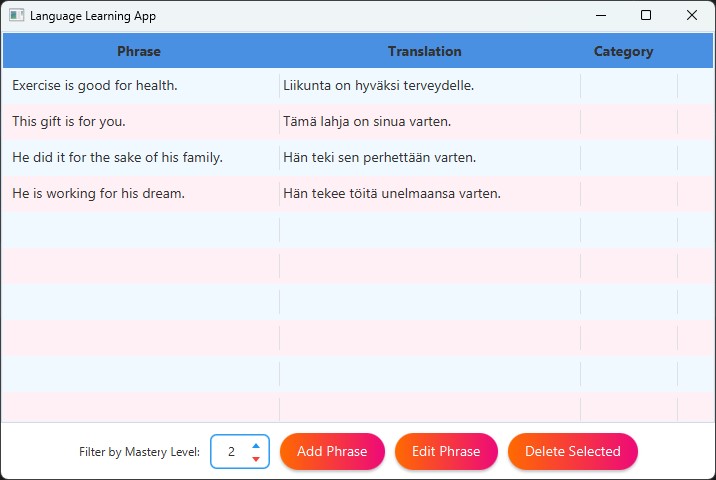 Language Learning App
Phrase Translation Category
Exercise is good for health. Liikunta on hyväksi terveydelle.
This gift is for you. Tämä lahja on sinua varten.
He did it for the sake of his family. Hän teki sen perhettään varten.
He is working for his dream. Hän tekee töitä unelmaansa varten.
Filter by Mastery Level: 2 Add Phrase Edit Phrase Delete Selected